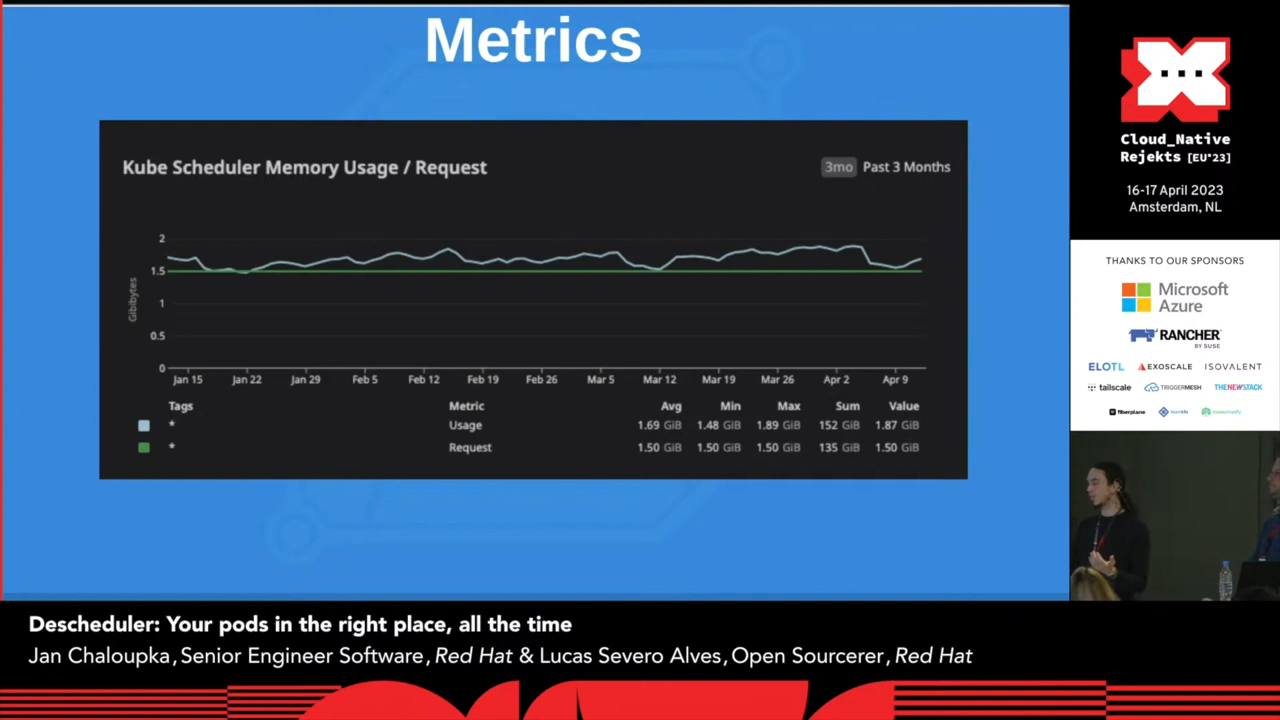 Metrics
Kube Scheduler Memory Usage / Request
3mo Past 3 Months
2
1.5
1
0.5
0
Gibibytes
Jan 15 Jan 22 Jan 29 Feb 5 Feb 12 Feb 19 Feb 26 Mar 5 Mar 12 Mar 19 Mar 26 Apr 2 Apr 9
Tags Metric Avg Min Max Sum Value
* Usage 1.69 GiB 1.48 GiB 1.89 GiB 152 GiB 1.87 GiB
* Request 1.50 GiB 1.50 GiB 1.50 GiB 135 GiB 1.50 GiB
Cloud_Native
Rejekts [EU'23]
16-17 April 2023
Amsterdam, NL
THANKS TO OUR SPONSORS
Microsoft
Azure
RANCHER
BY SUSE
ELOTL EXOSCALE ISOVALENT
tailscale TRIGGERMESH THENEWSTACK
fiberplane
Descheduler: Your pods in the right place, all the time
Jan Chaloupka, Senior Engineer Software, Red Hat & Lucas Severo Alves, Open Sourcerer, Red Hat